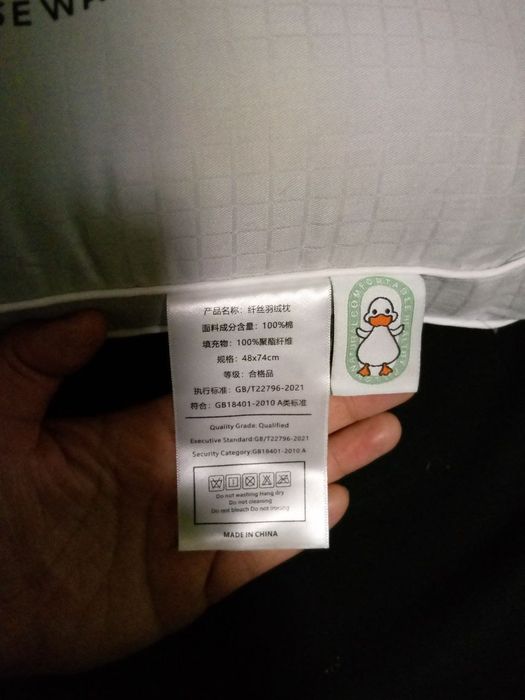 产品名称：纤丝羽绒枕
面料成分含量：100%棉
填充物：100%聚酯纤维
规格：48x74cm
等级：合格品
执行标准：GB/T22796-2021
符合：GB18401-2010 A类标准
Quality Grade: Qualified
Executive Standard:GB/T22796-2021
Security Category:GB18401-2010 A
Do not washing Hang dry
Do not cleaning
Do not bleach Do not ironing
MADE IN CHINA
COMFORTABLE